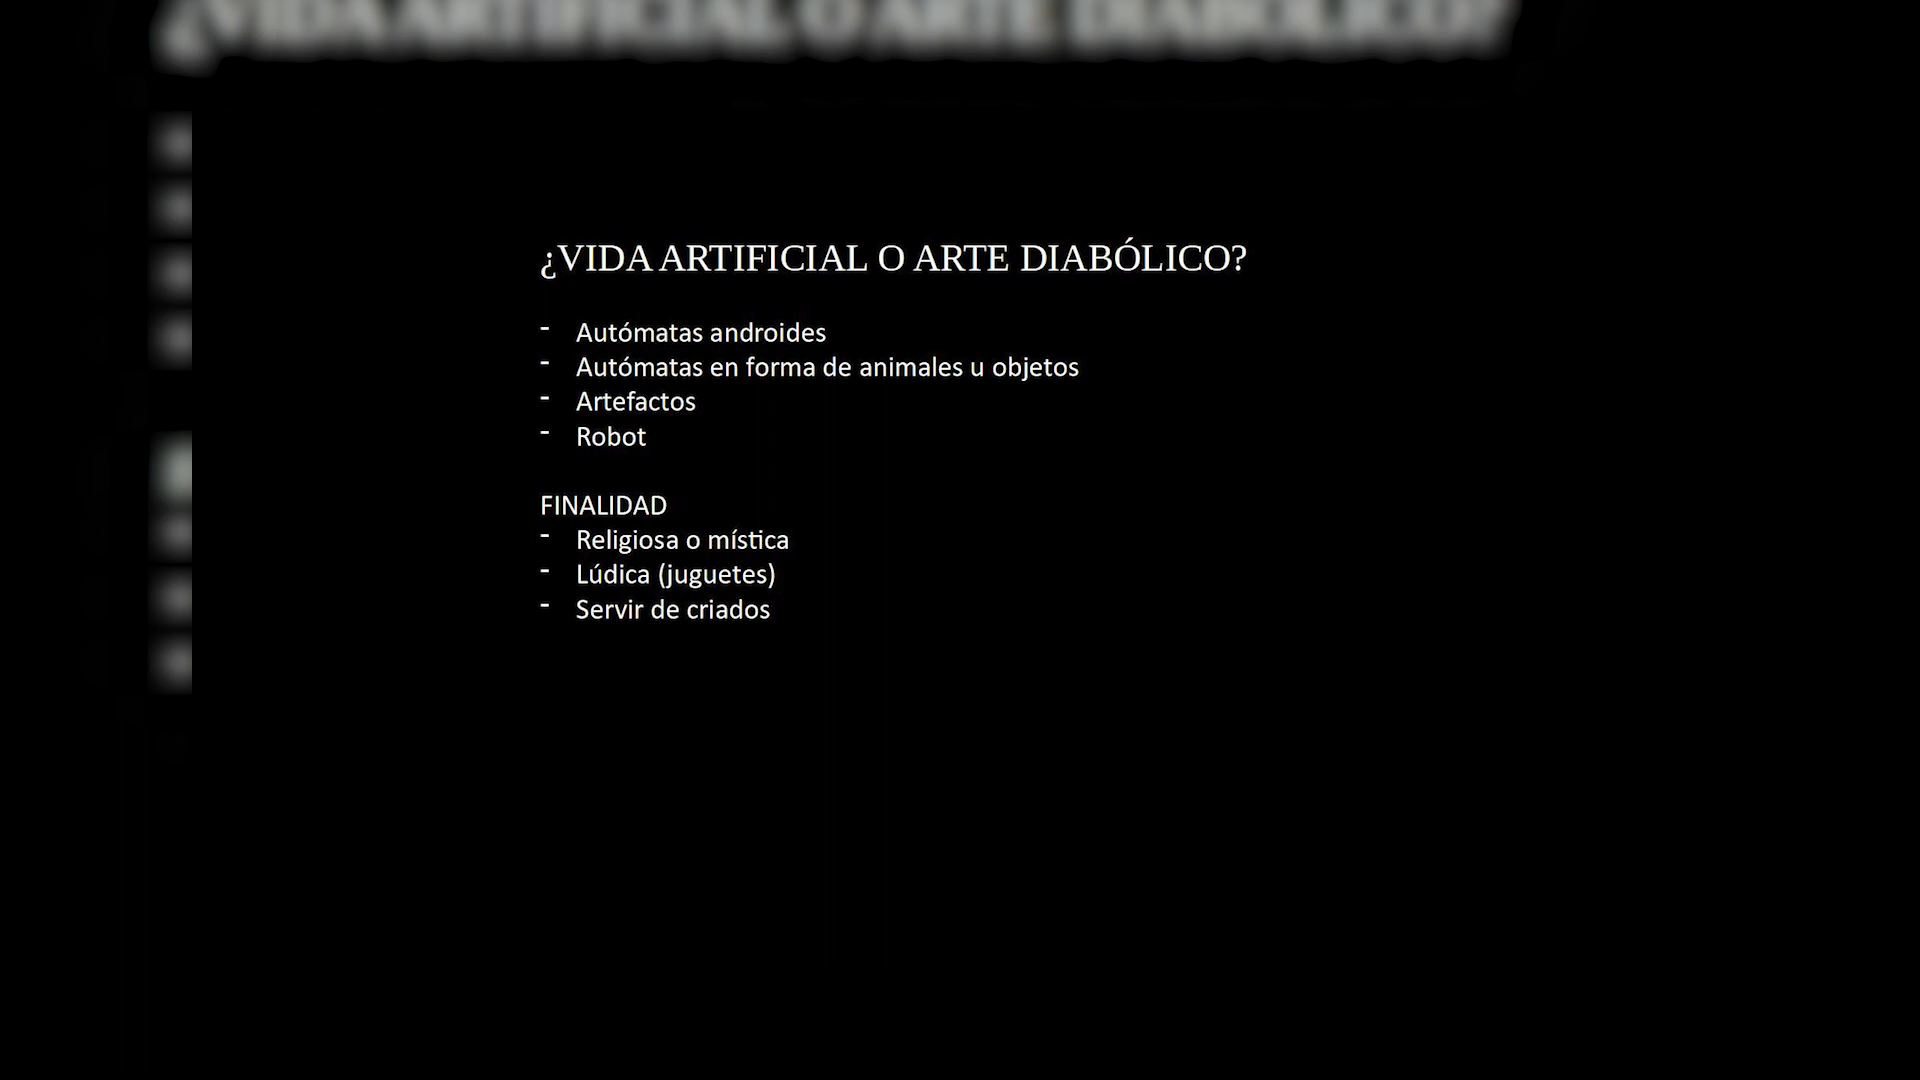 ¿VIDA ARTIFICIAL O ARTE DIABÓLICO?
- Autómatas androides
- Autómatas en forma de animales u objetos
- Artefactos
- Robot
FINALIDAD
- Religiosa o mística
- Lúdica (juguetes)
- Servir de criados